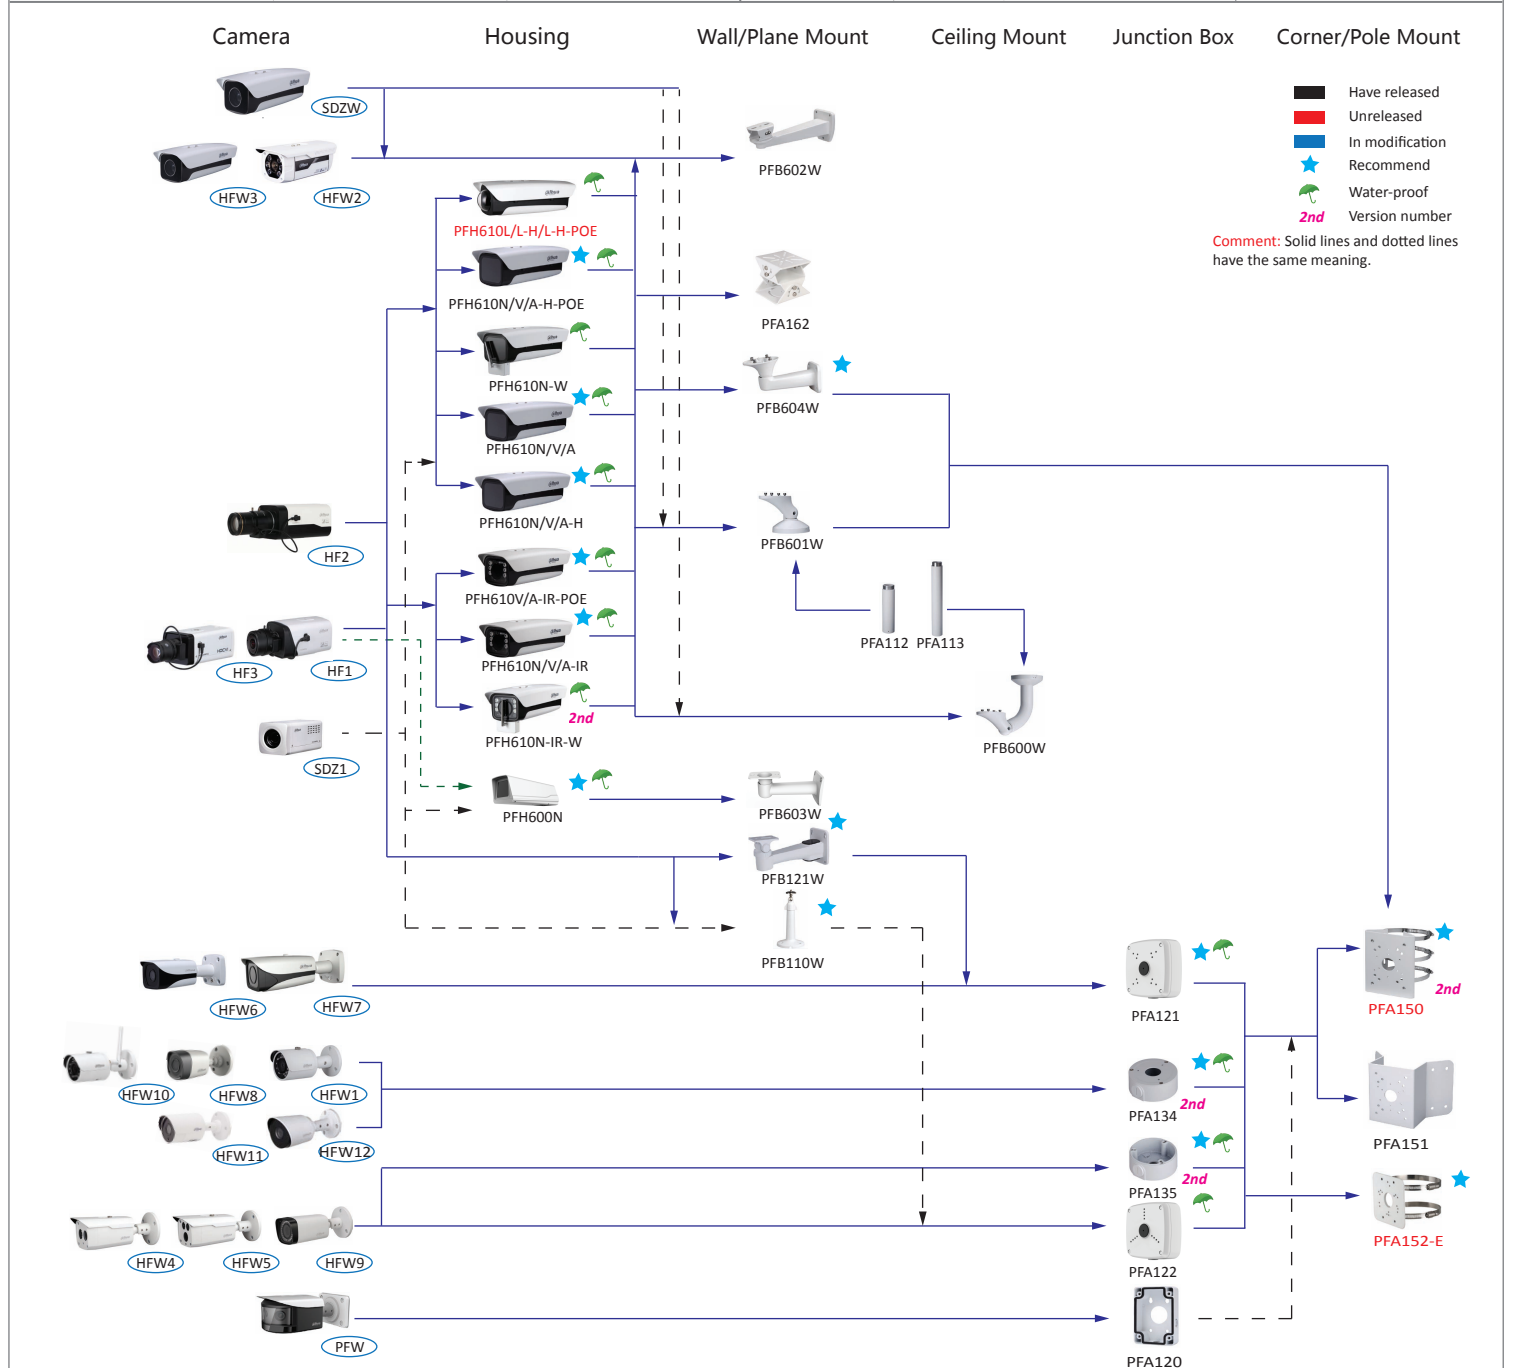 Camera
Housing
Wall/Plane Mount
Ceiling Mount
Junction Box
Corner/Pole Mount
Have released
Unreleased
In modification
Recommend
Water-proof
2nd Version number
Comment: Solid lines and dotted lines
have the same meaning.
SDZW
HFW3
HFW2
PFB602W
PFH610L/L-H/L-H-POE
PFH610N/V/A-H-POE
PFA162
PFH610N-W
PFB604W
PFH610N/V/A
PFH610N/V/A-H
HF2
PFB601W
PFH610V/A-IR-POE
PFA112
PFA113
HF3
HF1
PFH610N/V/A-IR
2nd
PFH610N-IR-W
PFB600W
SDZ1
PFH600N
PFB603W
PFB121W
PFB110W
HFW6
HFW7
PFA121
2nd
PFA150
HFW10
HFW8
HFW1
PFA134
2nd
HFW11
HFW12
PFA151
PFA135
2nd
HFW4
HFW5
HFW9
PFA122
PFA152-E
PFW
PFA120